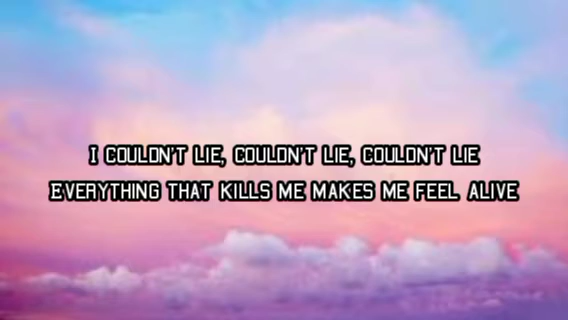 I COULDN'T LIE, COULDN'T LIE, COULDN'T LIE
EVERYTHING THAT KILLS ME MAKES ME FEEL ALIVE